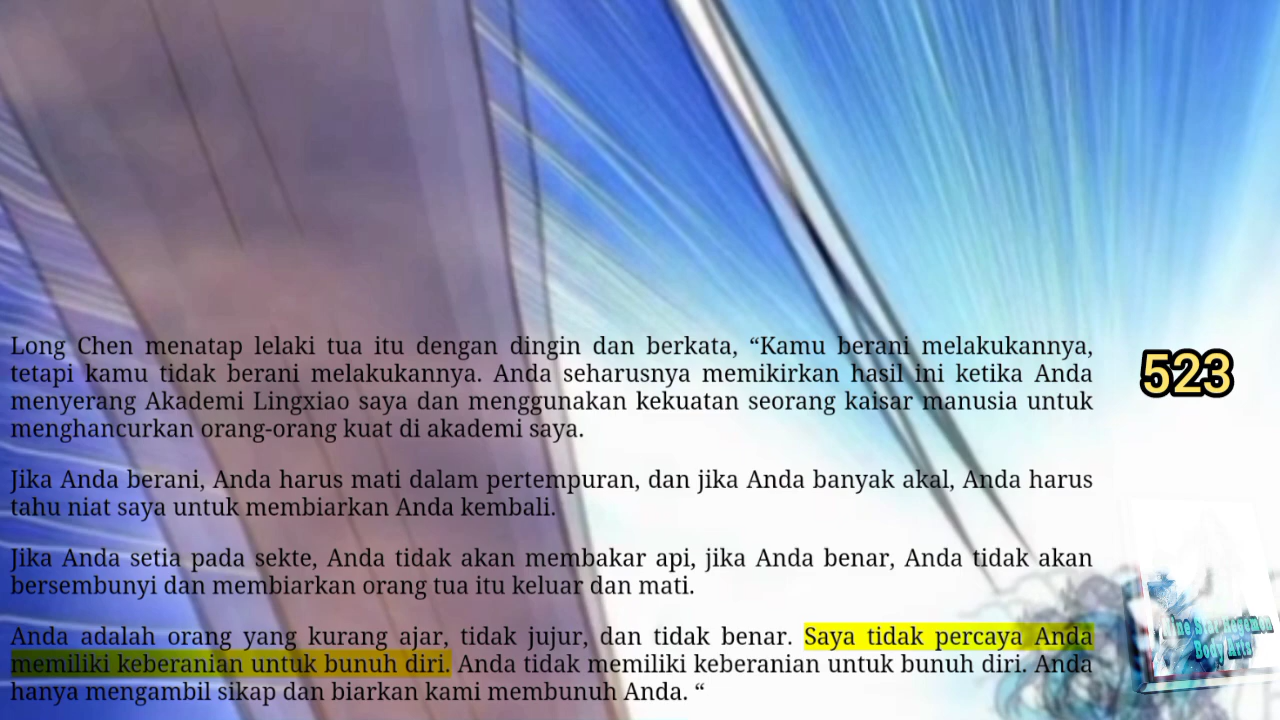 Long Chen menatap lelaki tua itu dengan dingin dan berkata, “Kamu berani melakukannya,
tetapi kamu tidak berani melakukannya. Anda seharusnya memikirkan hasil ini ketika Anda
menyerang Akademi Lingxiao saya dan menggunakan kekuatan seorang kaisar manusia untuk
menghancurkan orang-orang kuat di akademi saya.
523
Jika Anda berani, Anda harus mati dalam pertempuran, dan jika Anda banyak akal, Anda harus
tahu niat saya untuk membiarkan Anda kembali.
Jika Anda setia pada sekte, Anda tidak akan membakar api, jika Anda benar, Anda tidak akan
bersembunyi dan membiarkan orang tua itu keluar dan mati.
Anda adalah orang yang kurang ajar, tidak jujur, dan tidak benar. Saya tidak percaya Anda
memiliki keberanian untuk bunuh diri. Anda tidak memiliki keberanian untuk bunuh diri. Anda
hanya mengambil sikap dan biarkan kami membunuh Anda. “
Star
Body Arts